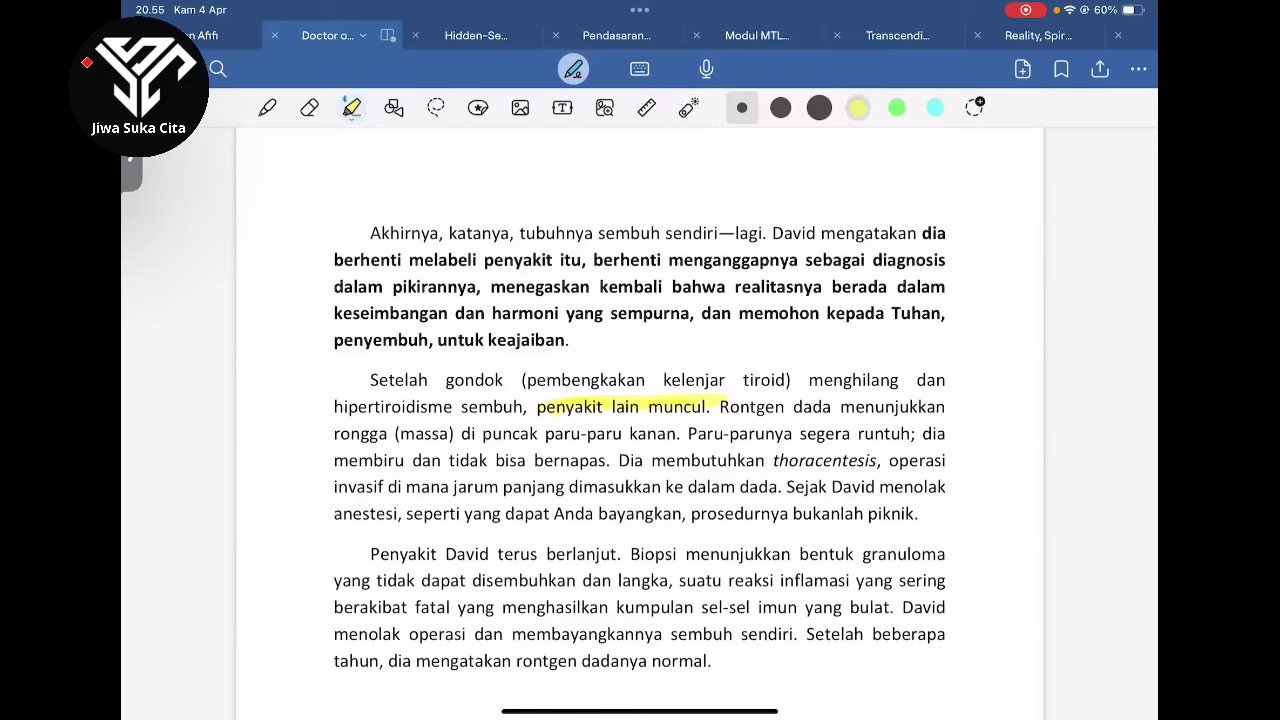 20.55 Kam 4 Apr
60%
n Afifi
Doctor o...
Hidden-Se...
Pendasaran...
Modul MTL...
Transcendi...
Reality, Spir...
Jiwa Suka Cita
Akhirnya, katanya, tubuhnya sembuh sendiri—lagi. David mengatakan dia
berhenti melabeli penyakit itu, berhenti menganggapnya sebagai diagnosis
dalam pikirannya, menegaskan kembali bahwa realitasnya berada dalam
keseimbangan dan harmoni yang sempurna, dan memohon kepada Tuhan,
penyembuh, untuk keajaiban.
Setelah gondok (pembengkakan kelenjar tiroid) menghilang dan
hipertiroidisme sembuh, penyakit lain muncul. Rontgen dada menunjukkan
rongga (massa) di puncak paru-paru kanan. Paru-parunya segera runtuh; dia
membiru dan tidak bisa bernapas. Dia membutuhkan thoracentesis, operasi
invasif di mana jarum panjang dimasukkan ke dalam dada. Sejak David menolak
anestesi, seperti yang dapat Anda bayangkan, prosedurnya bukanlah piknik.
Penyakit David terus berlanjut. Biopsi menunjukkan bentuk granuloma
yang tidak dapat disembuhkan dan langka, suatu reaksi inflamasi yang sering
berakibat fatal yang menghasilkan kumpulan sel-sel imun yang bulat. David
menolak operasi dan membayangkannya sembuh sendiri. Setelah beberapa
tahun, dia mengatakan rontgen dadanya normal.